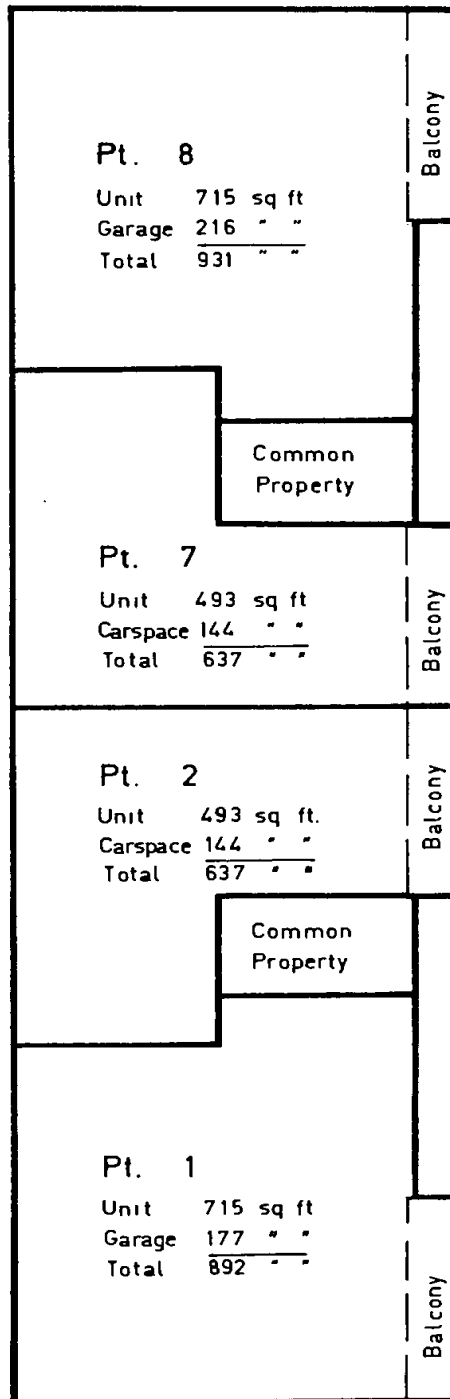 Pt. 8
Unit 715 sq ft
Garage 216 " "
Total 931 " "
Balcony
Common
Property
Pt. 7
Unit 493 sq ft
Carspace 144 " "
Total 637 " "
Balcony
Pt. 2
Unit 493 sq ft.
Carspace 144 " "
Total 637 " "
Balcony
Common
Property
Pt. 1
Unit 715 sq ft
Garage 177 " "
Total 892 " "
Balcony